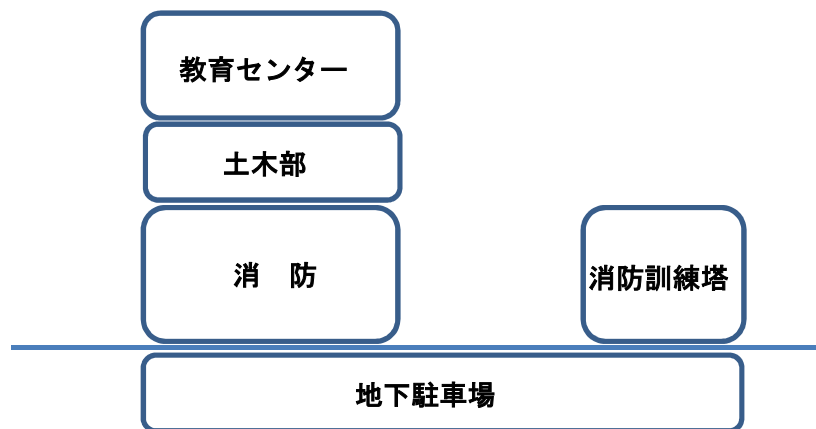 教育センター
土木部
消　防
消防訓練塔
地下駐車場